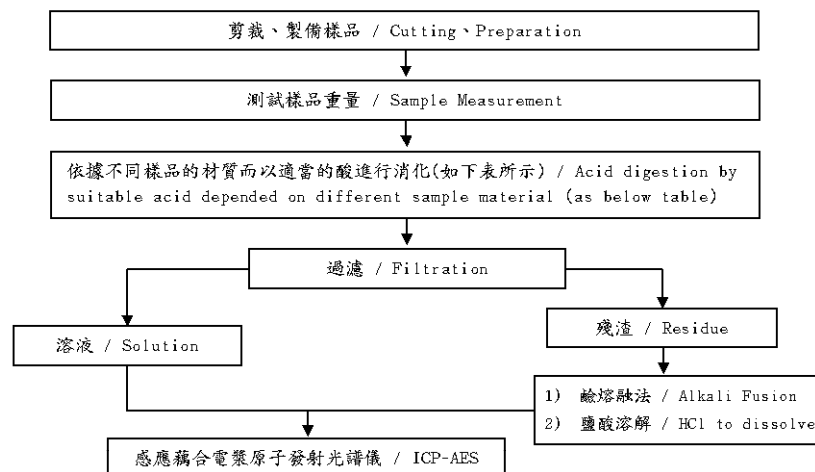 剪裁、製備樣品 / Cutting、Preparation
測試樣品重量 / Sample Measurement
依據不同樣品的材質而以適當的酸進行消化(如下表所示) / Acid digestion by
suitable acid depended on different sample material (as below table)
過濾 / Filtration
溶液 / Solution
殘渣 / Residue
1) 鹼熔融法 / Alkali Fusion
2) 鹽酸溶解 / HCl to dissolve
感應藕合電漿原子發射光譜儀 / ICP-AES